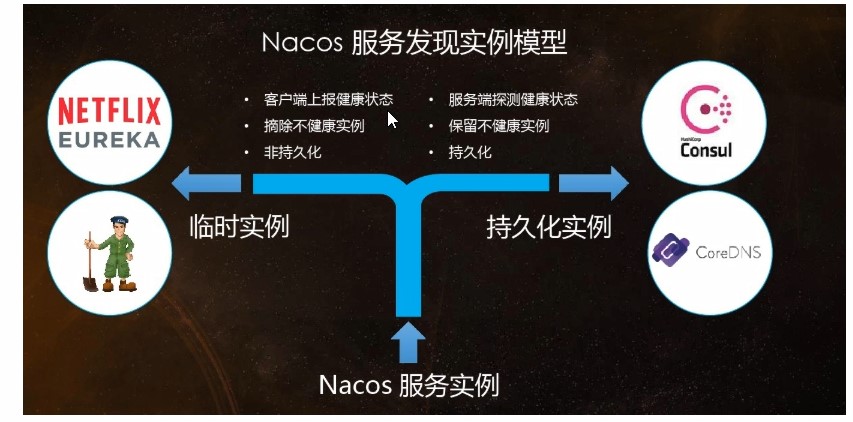 Nacos 服务发现实例模型
NETFLIX
EUREKA
• 客户端上报健康状态
• 摘除不健康实例
• 非持久化
• 服务端探测健康状态
• 保留不健康实例
• 持久化
HashiCorp
Consul
临时实例
持久化实例
CoreDNS
Nacos 服务实例